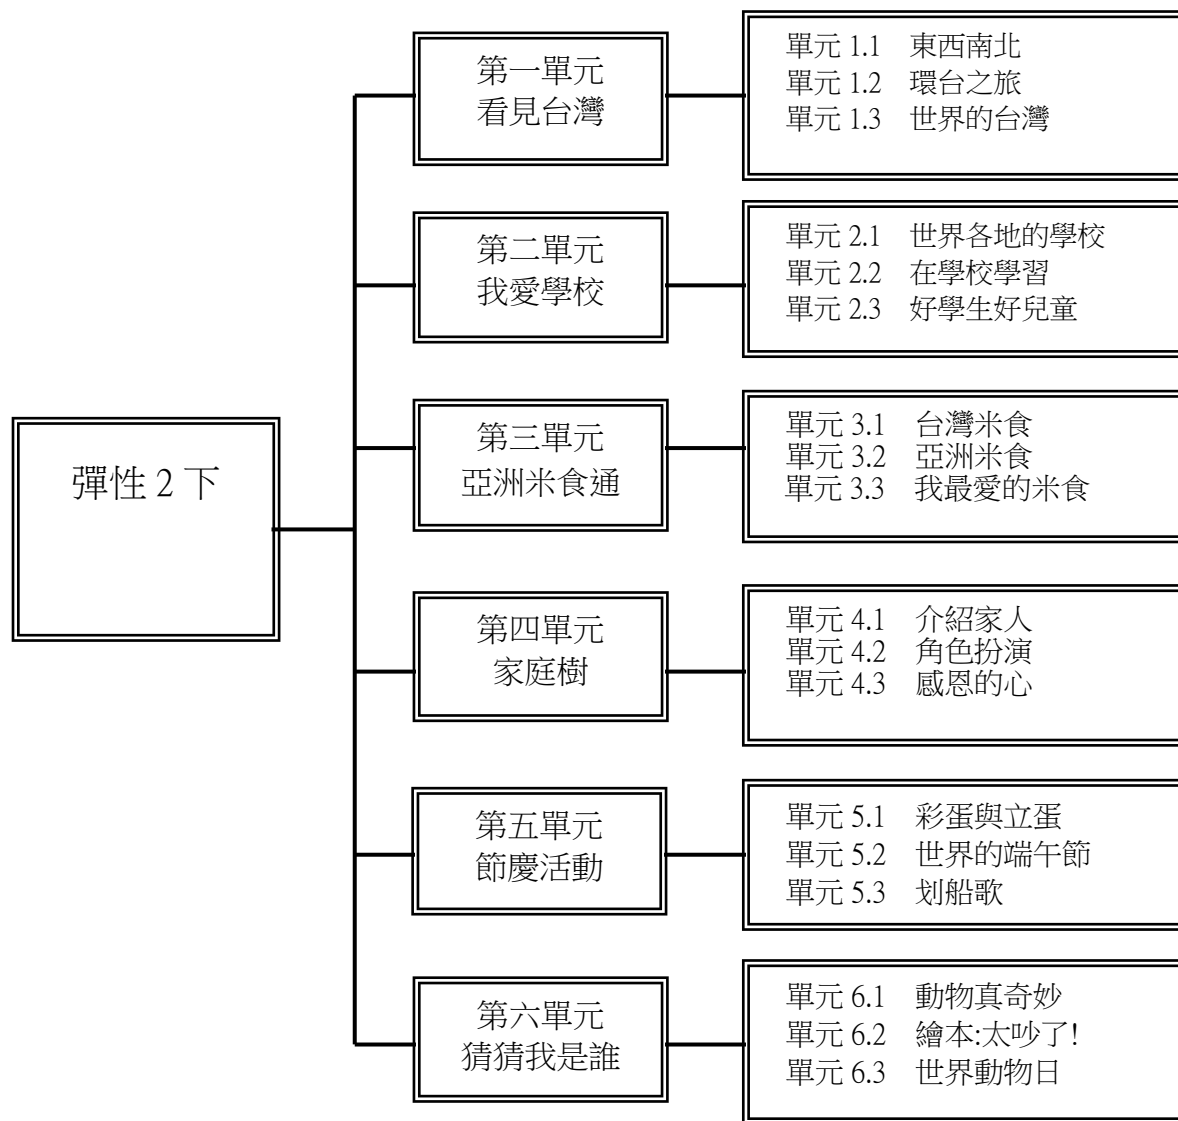 彈性 2 下
第一單元
看見台灣
單元 1.1 東西南北
單元 1.2 環台之旅
單元 1.3 世界的台灣
第二單元
我愛學校
單元 2.1 世界各地的學校
單元 2.2 在學校學習
單元 2.3 好學生好兒童
第三單元
亞洲米食通
單元 3.1 台灣米食
單元 3.2 亞洲米食
單元 3.3 我最愛的米食
第四單元
家庭樹
單元 4.1 介紹家人
單元 4.2 角色扮演
單元 4.3 感恩的心
第五單元
節慶活動
單元 5.1 彩蛋與立蛋
單元 5.2 世界的端午節
單元 5.3 划船歌
第六單元
猜猜我是誰
單元 6.1 動物真奇妙
單元 6.2 繪本:太吵了!
單元 6.3 世界動物日